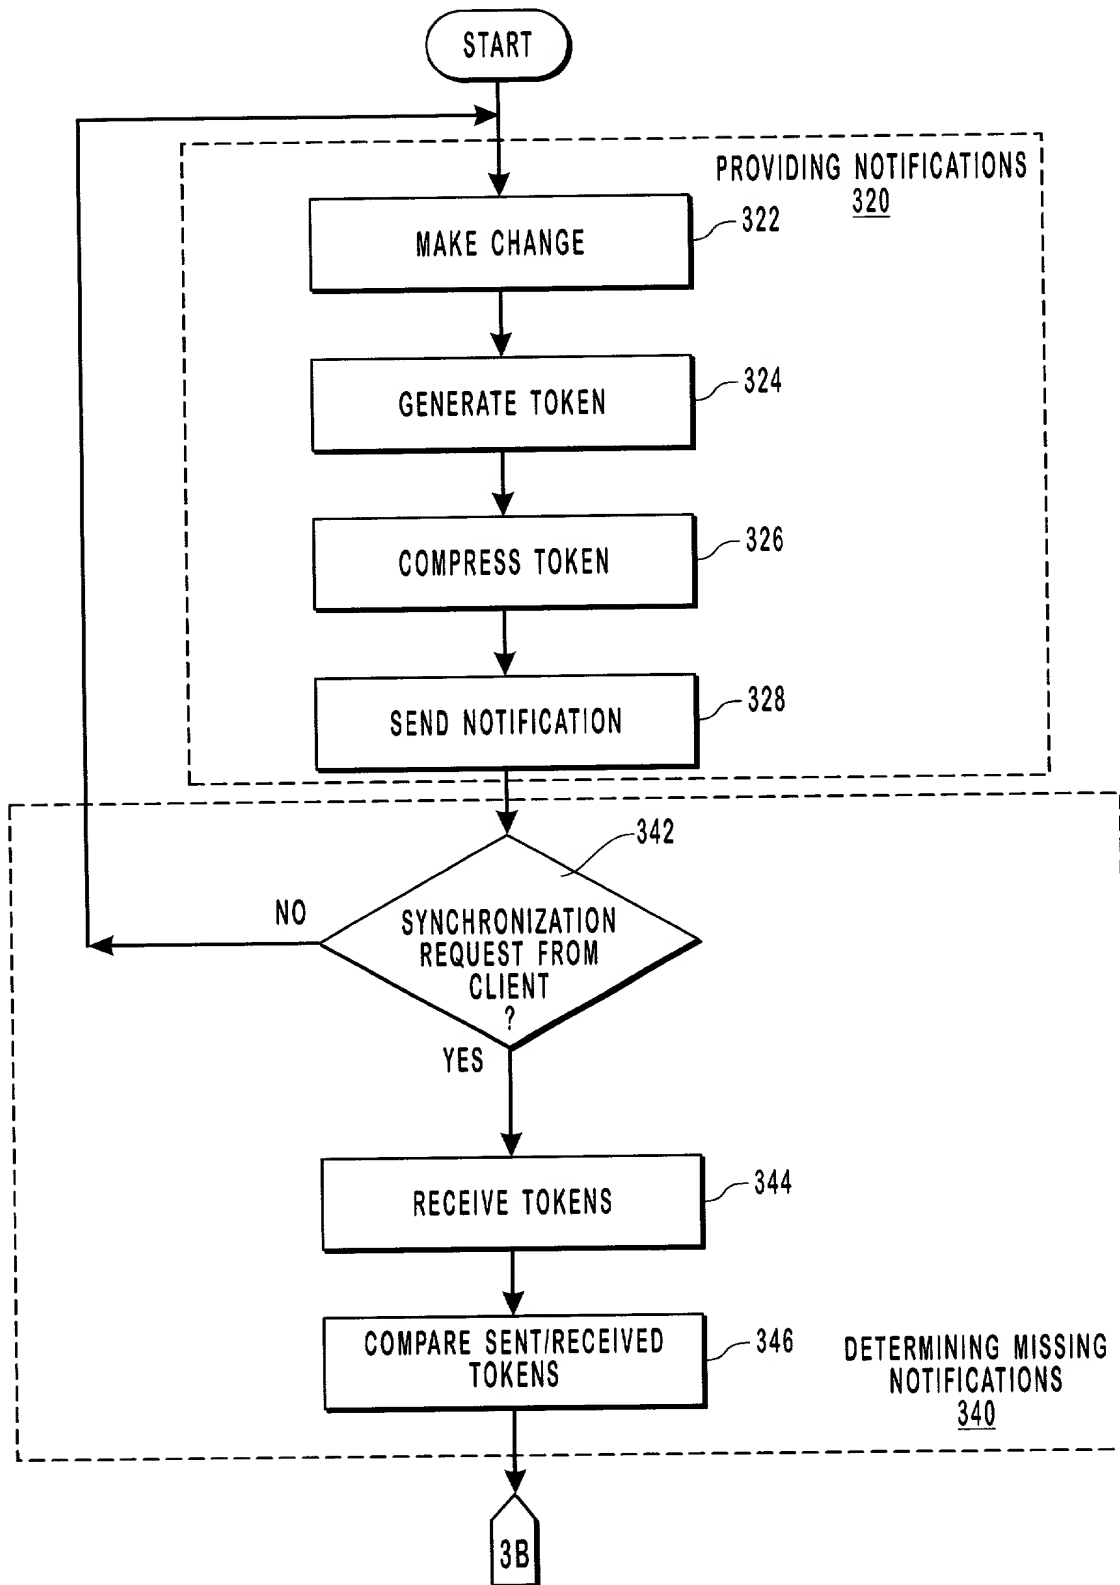 START
PROVIDING NOTIFICATIONS
320
MAKE CHANGE
322
GENERATE TOKEN
324
COMPRESS TOKEN
326
SEND NOTIFICATION
328
342
NO
SYNCHRONIZATION
REQUEST FROM
CLIENT
?
YES
RECEIVE TOKENS
344
COMPARE SENT/RECEIVED
TOKENS
346
DETERMINING MISSING
NOTIFICATIONS
340
3B